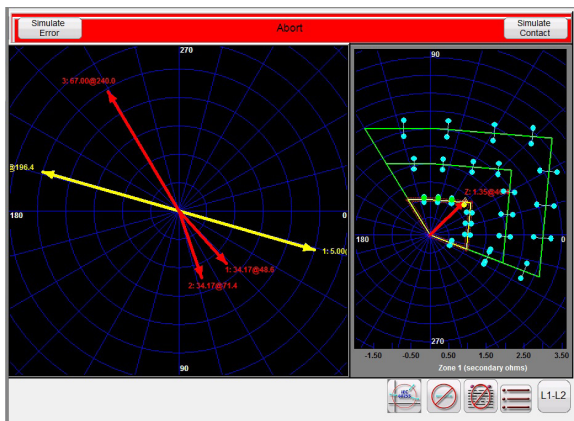 Simulate Error
Abort
Simulate Contact
270
90
3: 67.00@240.0
196.4
180
0
1: 5.00
1: 34.17@48.6
2: 34.17@71.4
90
2: 1.35@4
180
0
270
-1.50 -0.50 0.50 1.50 2.50 3.50
Zone 1 (secondary ohms)
L1-L2